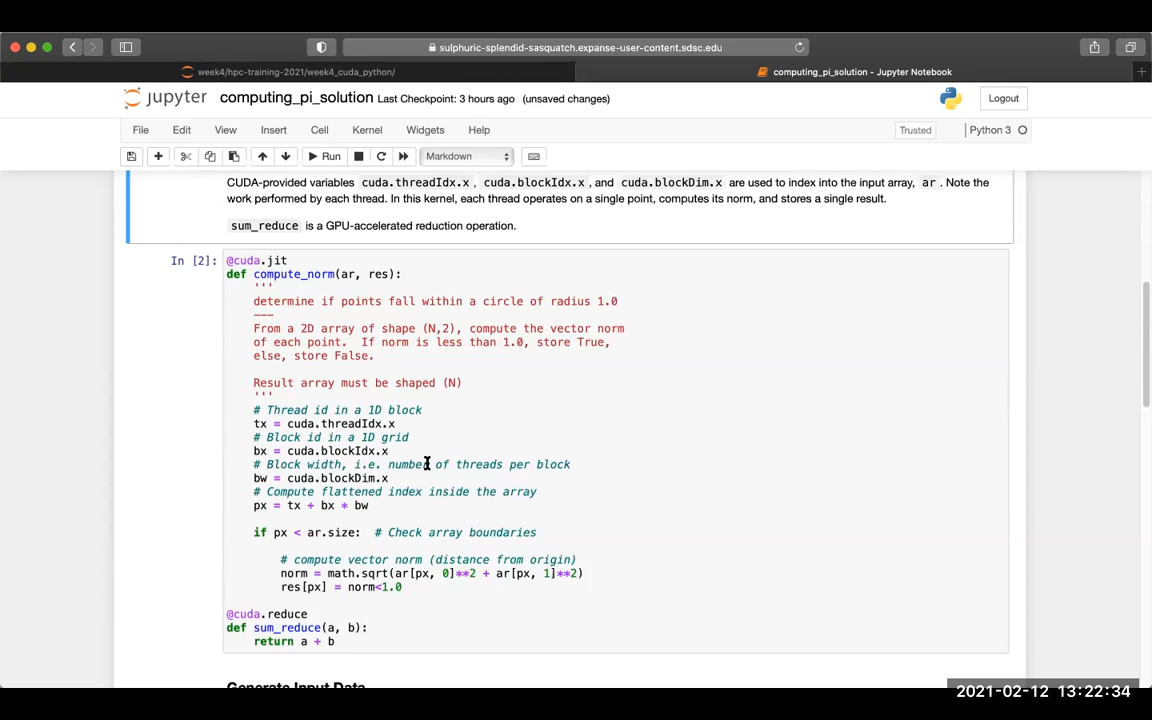 sulphuric-splendid-sasquatch.expanse-user-content.sdsc.edu
week4/hpc-training-2021/week4_cuda_python/
computing_pi_solution - Jupyter Notebook
jupyter computing_pi_solution Last Checkpoint: 3 hours ago (unsaved changes)
Logout
File Edit View Insert Cell Kernel Widgets Help
Trusted
Python 3
Run
Markdown
CUDA-provided variables cuda.threadIdx.x , cuda.blockIdx.x , and cuda.blockDim.x are used to index into the input array, ar . Note the
work performed by each thread. In this kernel, each thread operates on a single point, computes its norm, and stores a single result.
sum_reduce is a GPU-accelerated reduction operation.
In [2]:
@cuda.jit
def compute_norm(ar, res):
'''
determine if points fall within a circle of radius 1.0
---
From a 2D array of shape (N,2), compute the vector norm
of each point.  If norm is less than 1.0, store True,
else, store False.
Result array must be shaped (N)
'''
# Thread id in a 1D block
tx = cuda.threadIdx.x
# Block id in a 1D grid
bx = cuda.blockIdx.x
# Block width, i.e. number of threads per block
bw = cuda.blockDim.x
# Compute flattened index inside the array
px = tx + bx * bw
if px < ar.size:  # Check array boundaries
# compute vector norm (distance from origin)
norm = math.sqrt(ar[px, 0]**2 + ar[px, 1]**2)
res[px] = norm<1.0
@cuda.reduce
def sum_reduce(a, b):
return a + b
Generate Input Data
2021-02-12 13:22:34